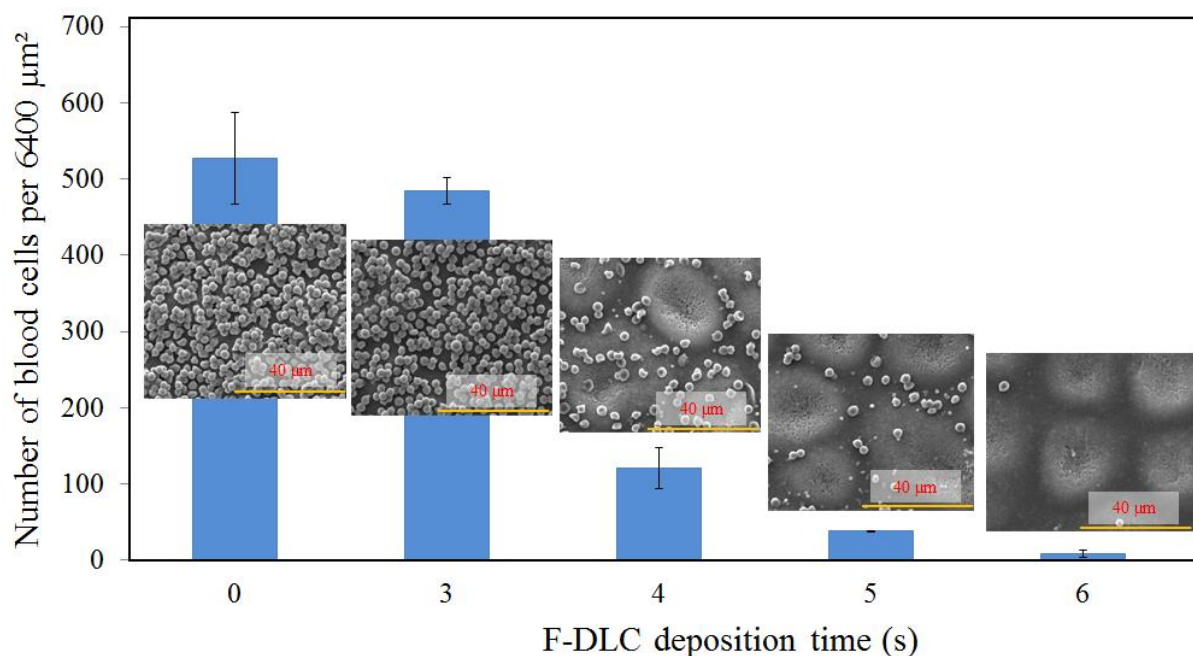 Number of blood cells per 6400 µm²
700
600
500
400
300
200
100
0
40 µm
40 µm
40 µm
40 µm
40 µm
0 3 4 5 6
F-DLC deposition time (s)